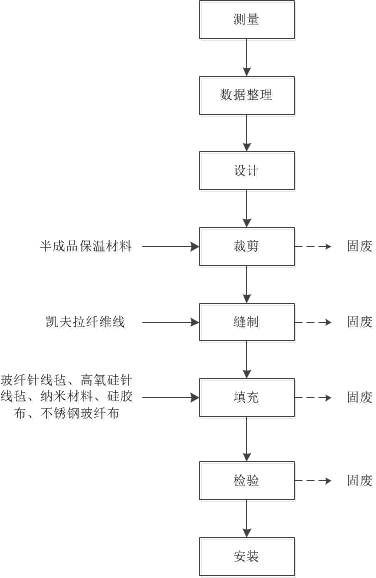 测量
数据整理
设计
半成品保温材料
裁剪
固废
凯夫拉纤维线
缝制
固废
玻纤针线毡、高氧硅针
线毡、纳米材料、硅胶
布、不锈钢玻纤布
填充
固废
检验
固废
安装